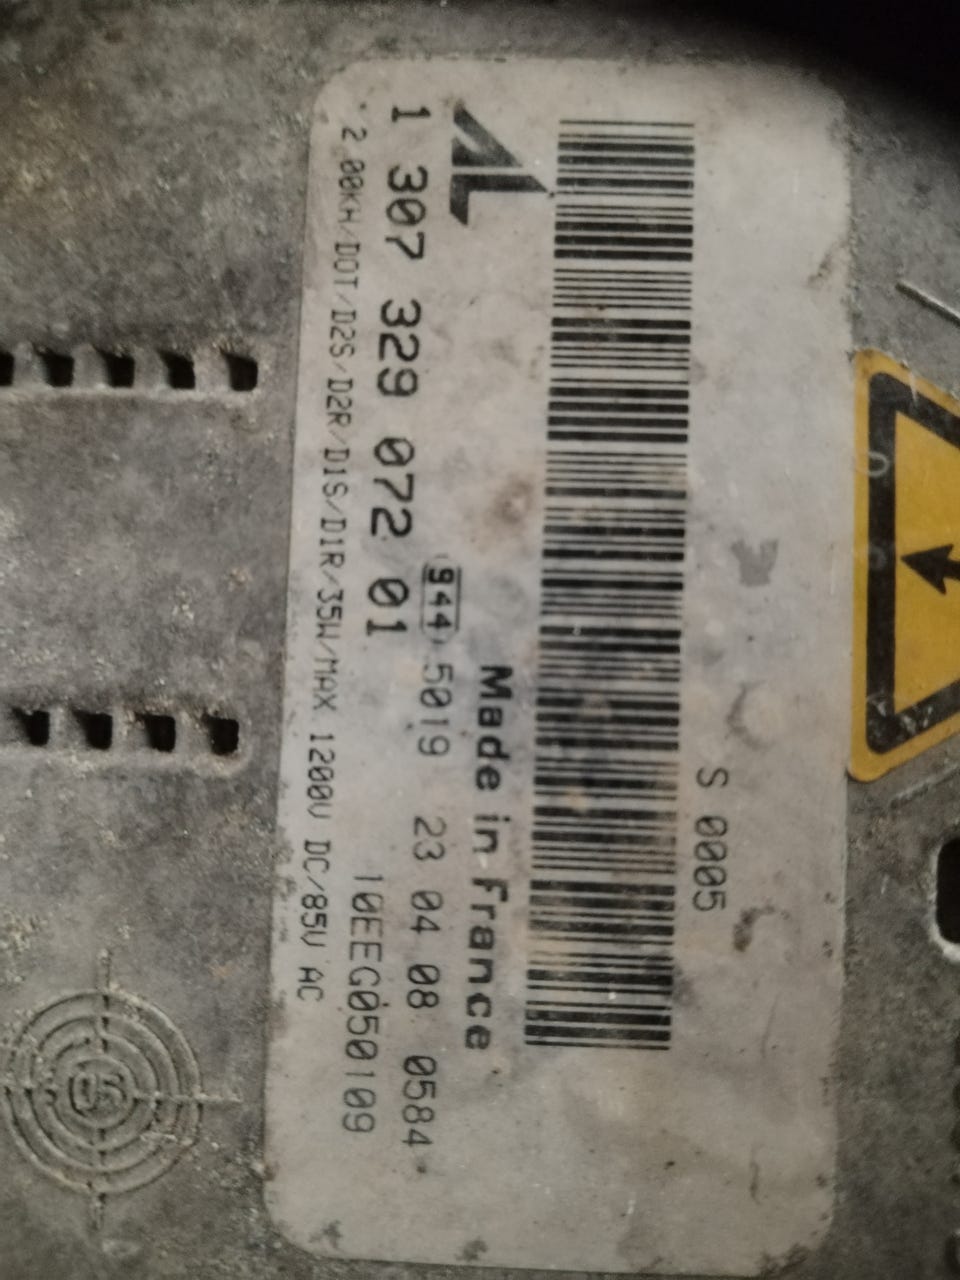 S 0005
AL
Made in France
944 5019 23 04 08 0584
1 307 329 072 01
10EEG050109
2.00KH/DOT/D2S/D2R/D1S/D1R/35W/MAX 1200V DC/85V AC
05